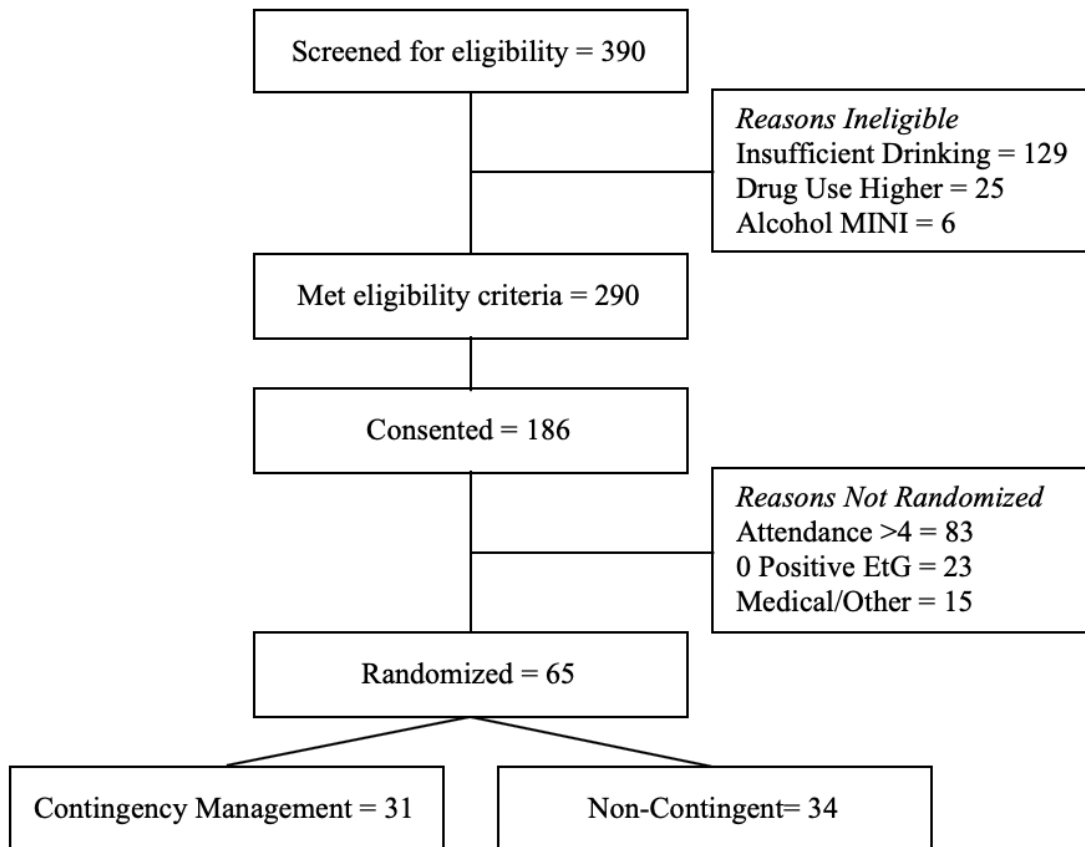 Screened for eligibility = 390
Reasons Ineligible
Insufficient Drinking = 129
Drug Use Higher = 25
Alcohol MINI = 6
Met eligibility criteria = 290
Consented = 186
Reasons Not Randomized
Attendance >4 = 83
0 Positive EtG = 23
Medical/Other = 15
Randomized = 65
Contingency Management = 31
Non-Contingent= 34